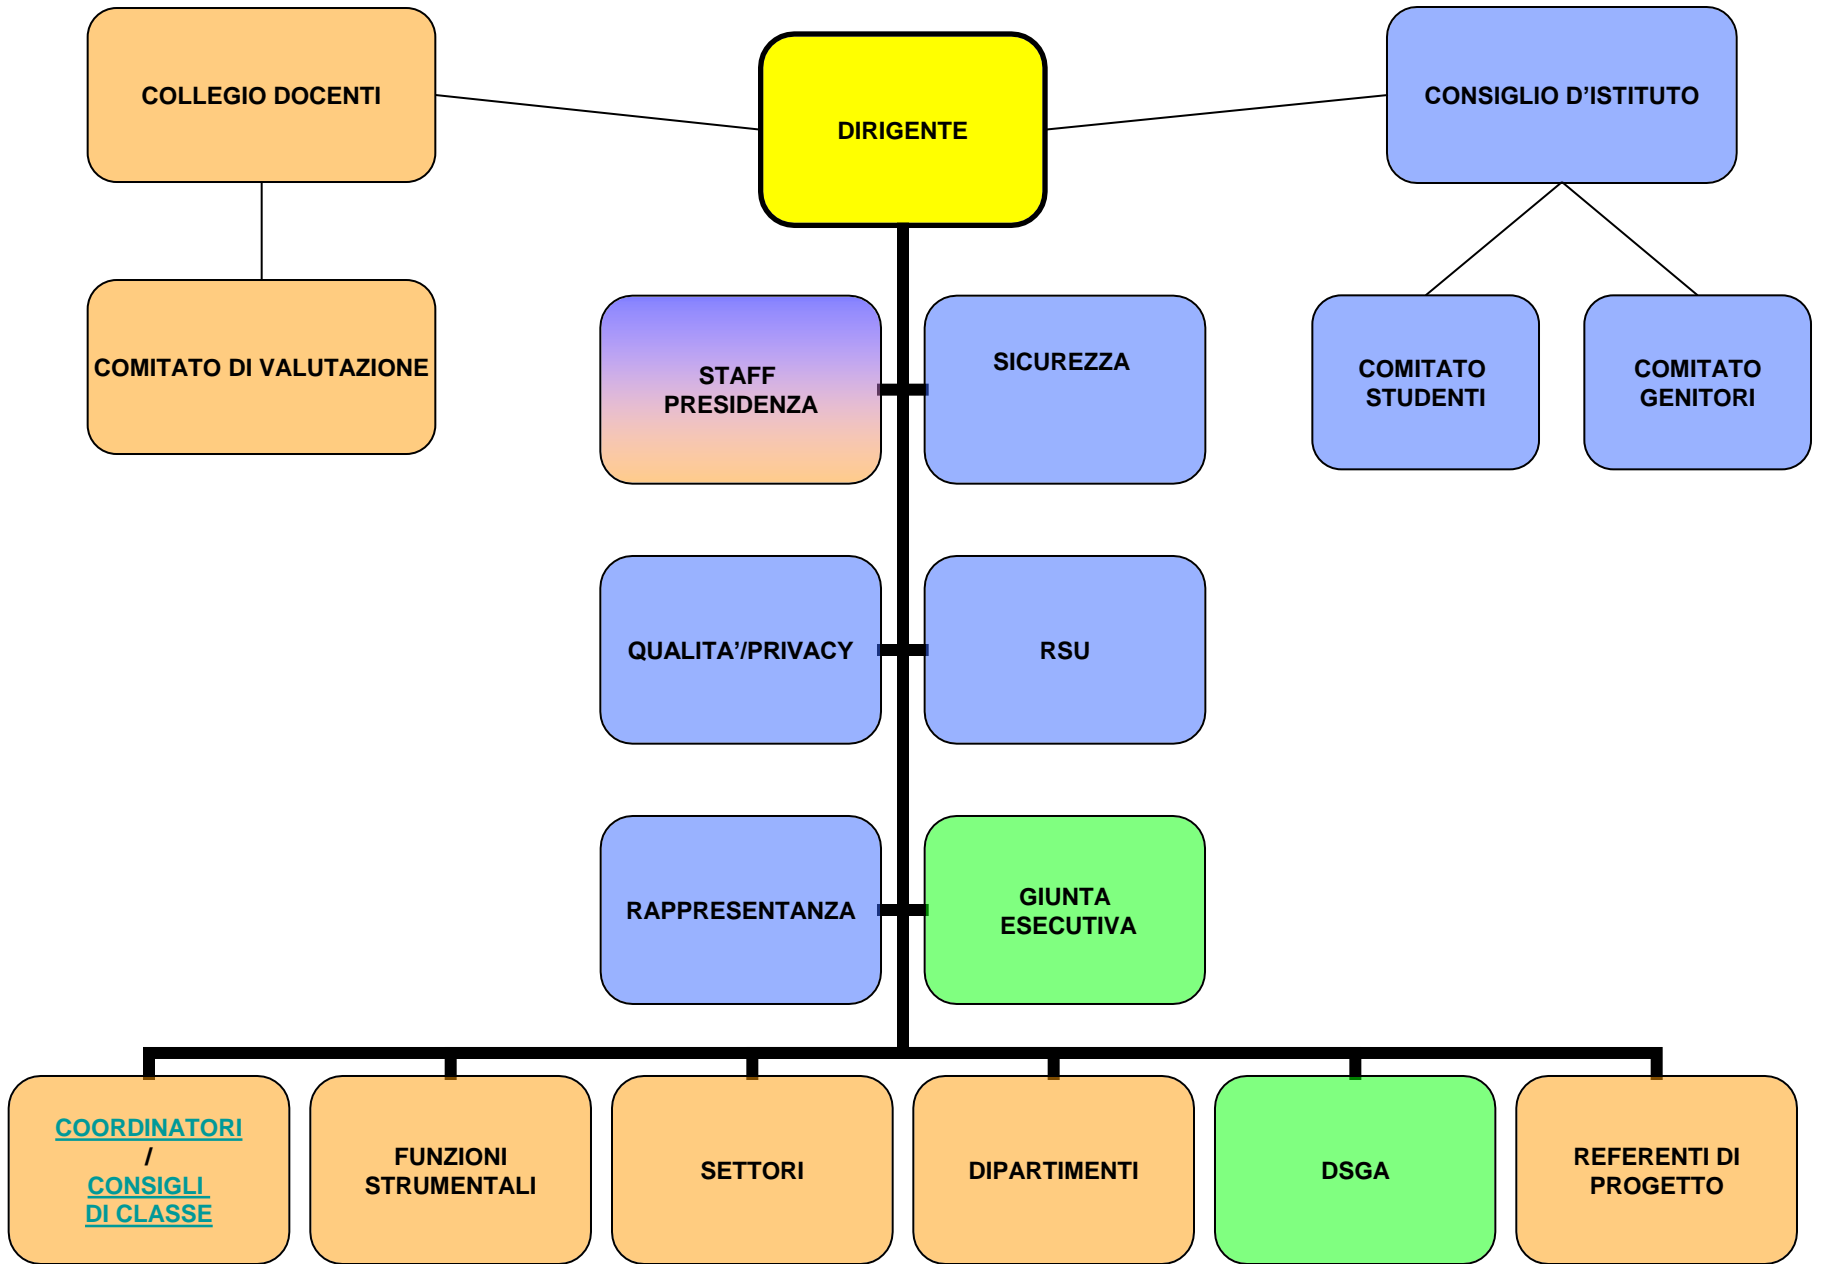 COLLEGIO DOCENTI
DIRIGENTE
CONSIGLIO D’ISTITUTO
COMITATO DI VALUTAZIONE
STAFF
PRESIDENZA
SICUREZZA
COMITATO
STUDENTI
COMITATO
GENITORI
QUALITA’/PRIVACY
RSU
RAPPRESENTANZA
GIUNTA
ESECUTIVA
COORDINATORI
/
CONSIGLI
DI CLASSE
FUNZIONI
STRUMENTALI
SETTORI
DIPARTIMENTI
DSGA
REFERENTI DI
PROGETTO